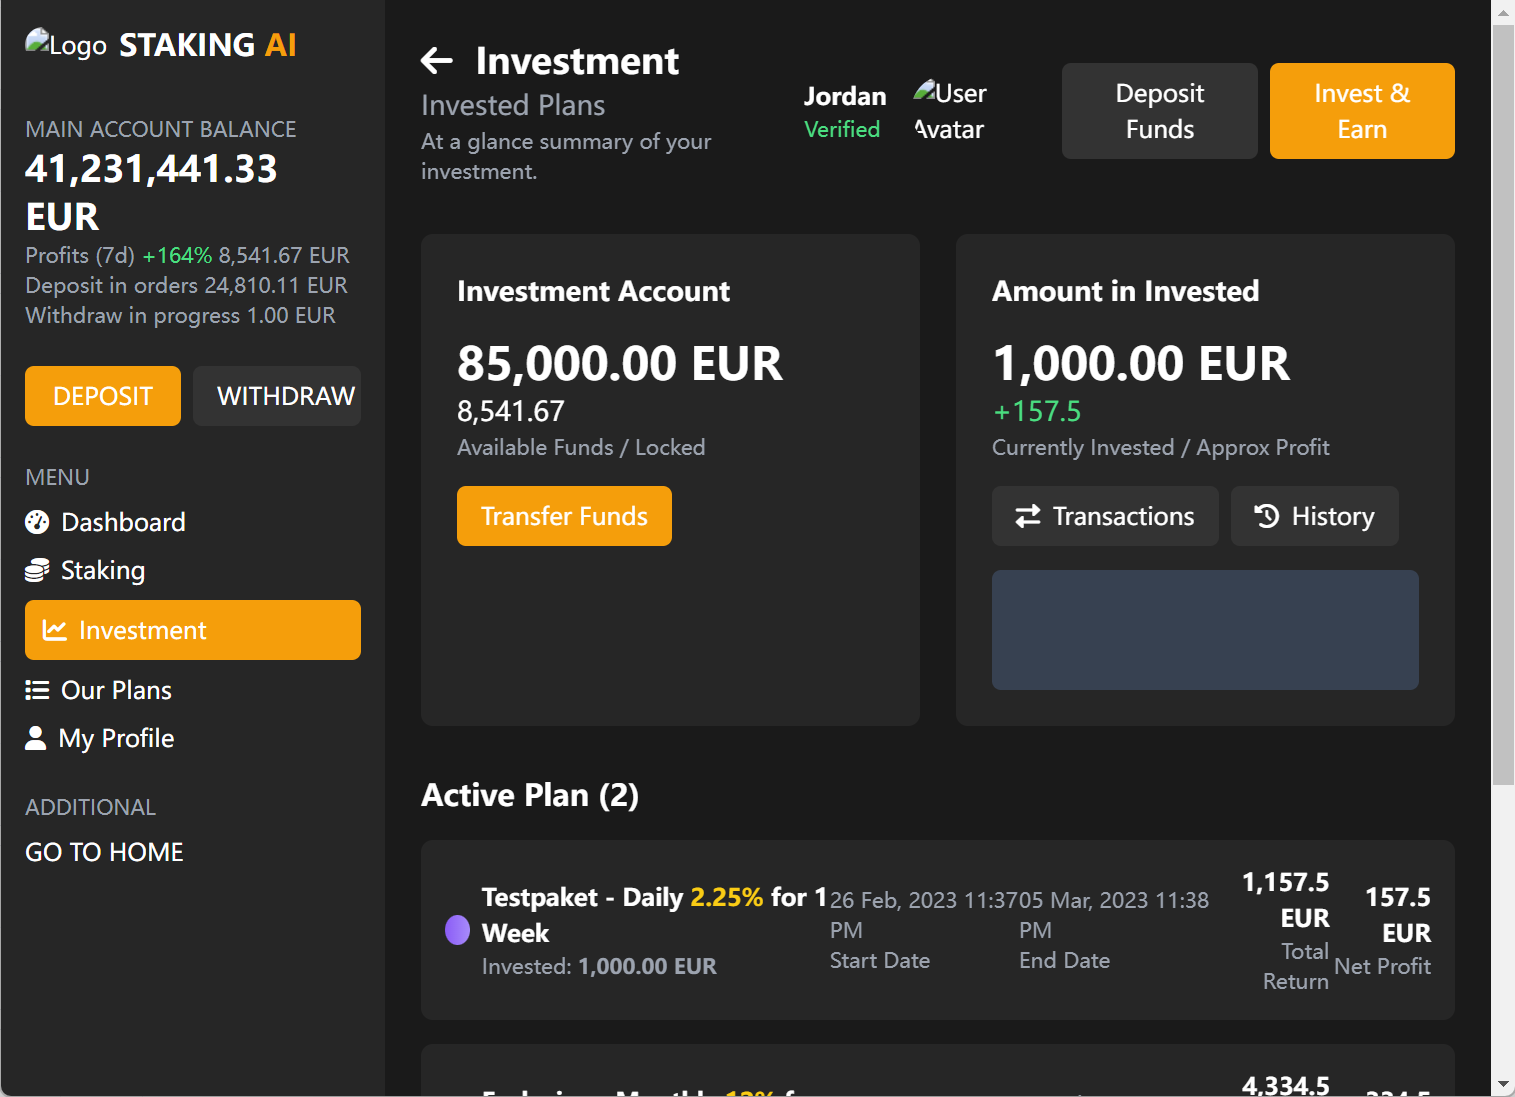 Logo STAKING AI
MAIN ACCOUNT BALANCE
41,231,441.33
EUR
Profits (7d) +164% 8,541.67 EUR
Deposit in orders 24,810.11 EUR
Withdraw in progress 1.00 EUR
DEPOSIT WITHDRAW
MENU
Dashboard
Staking
Investment
Our Plans
My Profile
ADDITIONAL
GO TO HOME
Investment
Invested Plans
At a glance summary of your
investment.
Jordan
Verified
User
Avatar
Deposit
Funds
Invest &
Earn
Investment Account
85,000.00 EUR
8,541.67
Available Funds / Locked
Transfer Funds
Amount in Invested
1,000.00 EUR
+157.5
Currently Invested / Approx Profit
Transactions History
Active Plan (2)
Testpaket - Daily 2.25% for 1
Week
Invested: 1,000.00 EUR
26 Feb, 2023 11:37
PM
Start Date
05 Mar, 2023 11:38
PM
End Date
1,157.5
EUR
Total
Return
157.5
EUR
Net Profit
4,334.5